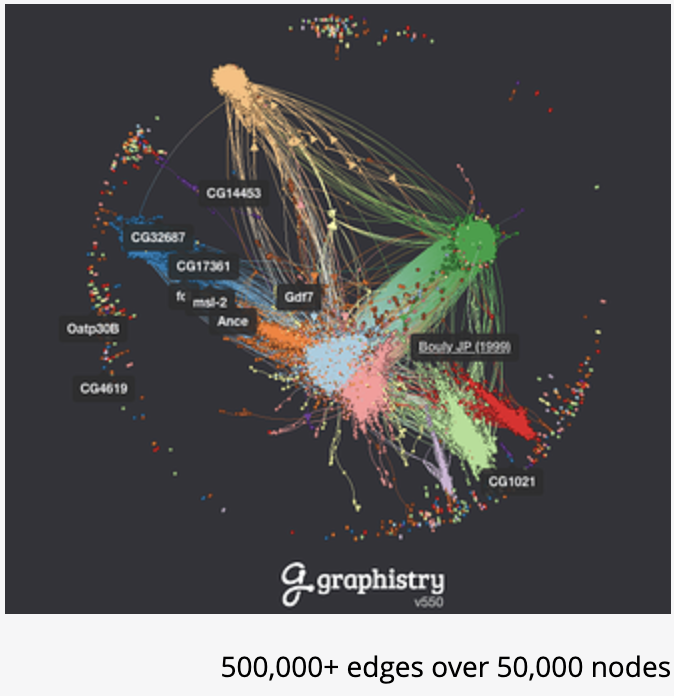 CG14453
CG32687
CG17361
msl-2
Gdf7
Ance
Oatp30B
Bouly JP (1999)
CG4619
CG1021
graphistry
v550
500,000+ edges over 50,000 nodes